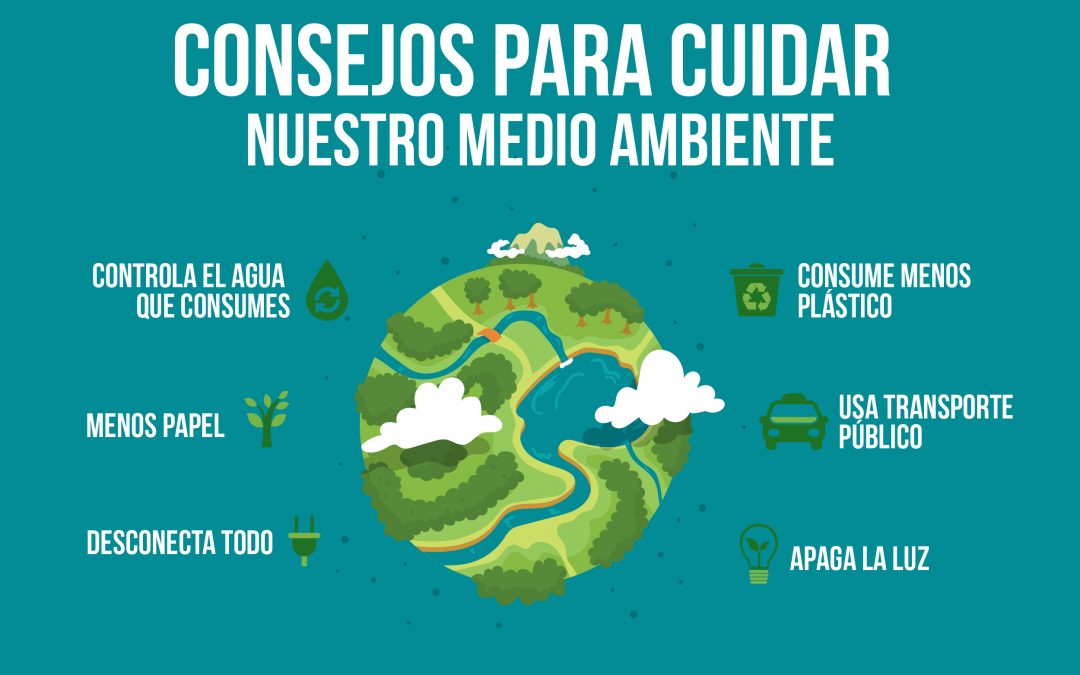 CONSEJOS PARA CUIDAR
NUESTRO MEDIO AMBIENTE
CONTROLA EL AGUA
QUE CONSUMES
MENOS PAPEL
DESCONECTA TODO
CONSUME MENOS
PLÁSTICO
USA TRANSPORTE
PÚBLICO
APAGA LA LUZ